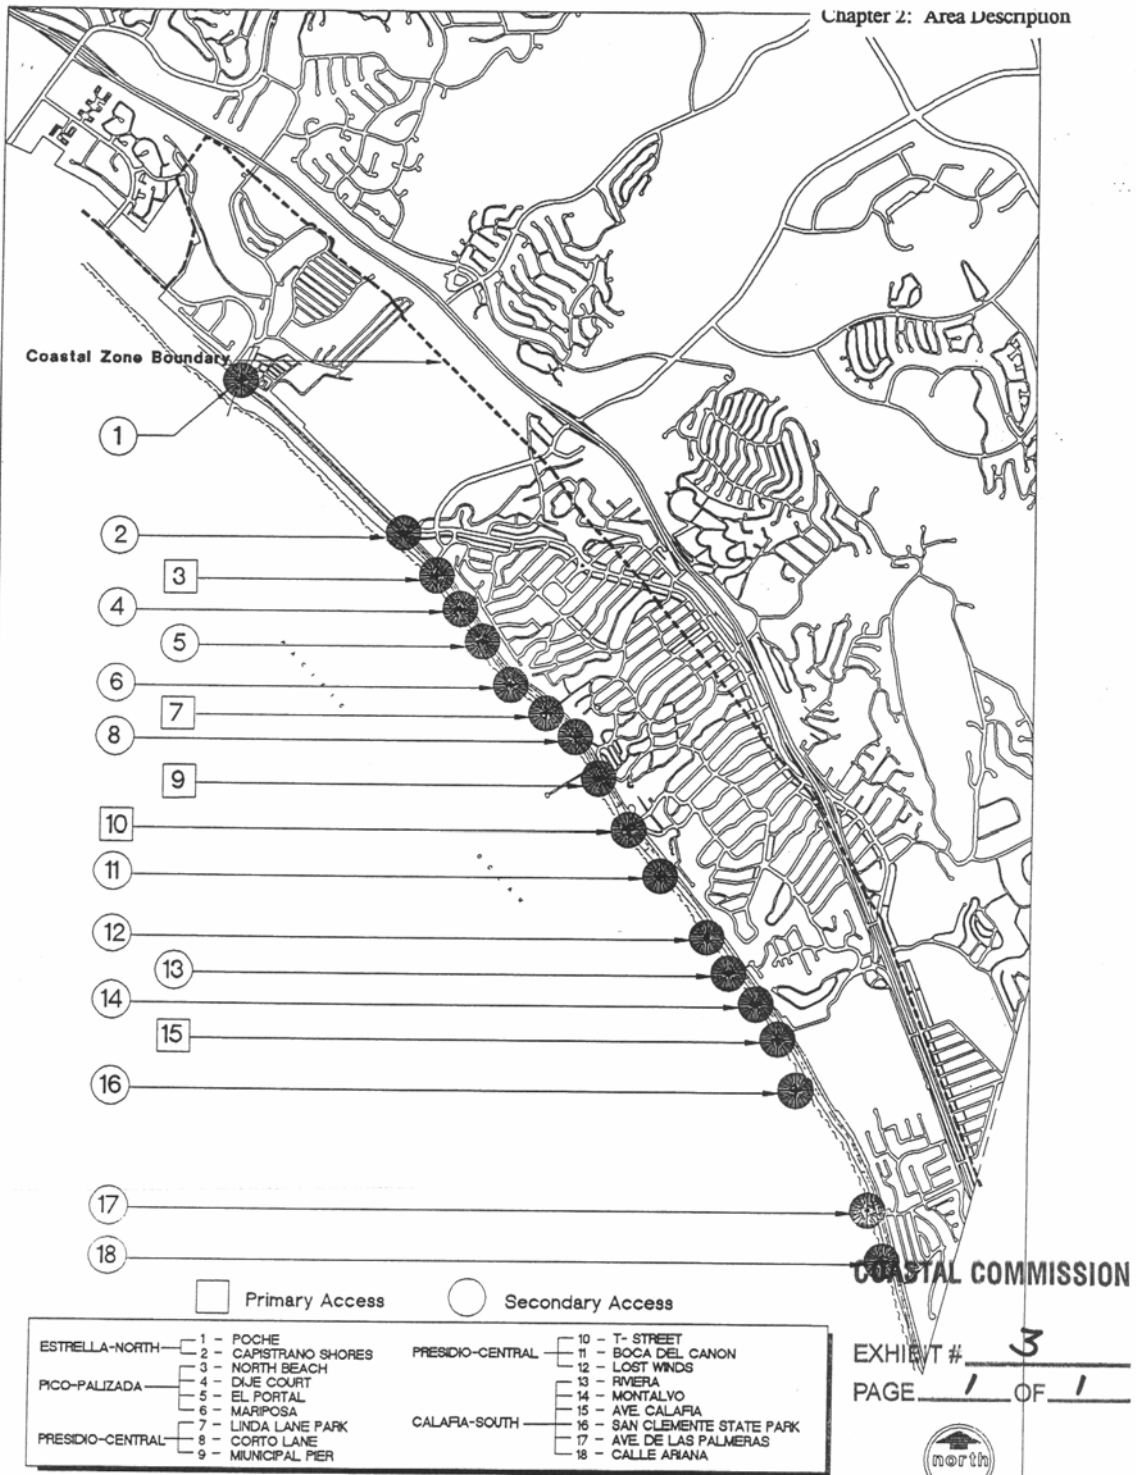 Chapter 2: Area Description
Coastal Zone Boundary
1
2
3
4
5
6
7
8
9
10
11
12
13
14
15
16
17
18
Primary Access
Secondary Access
COASTAL COMMISSION
EXHIBIT # 3
PAGE 1 OF 1
north
ESTRELLA-NORTH
1 - POCHE
2 - CAPISTRANO SHORES
PICO-PALIZADA
3 - NORTH BEACH
4 - DIJE COURT
5 - EL PORTAL
6 - MARIPOSA
PRESIDIO-CENTRAL
7 - LINDA LANE PARK
8 - CORTO LANE
9 - MIUNICIPAL PIER
PRESIDIO-CENTRAL
10 - T- STREET
11 - BOCA DEL CANON
12 - LOST WINDS
CALAFIA-SOUTH
13 - RIVIERA
14 - MONTALVO
15 - AVE. CALAFIA
16 - SAN CLEMENTE STATE PARK
17 - AVE. DE LAS PALMERAS
18 - CALLE ARIANA